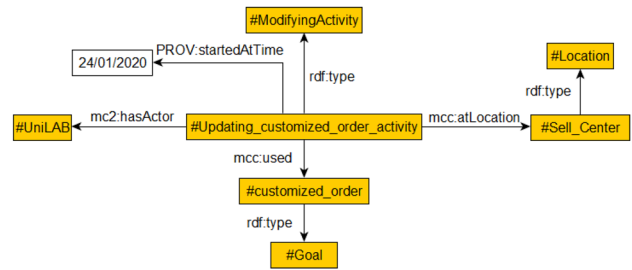 #ModifyingActivity
PROV:startedAtTime
24/01/2020
rdf:type
#Location
rdf:type
#UniLAB
mc2:hasActor
#Updating_customized_order_activity
mcc:atLocation
#Sell_Center
mcc:used
#customized_order
rdf:type
#Goal